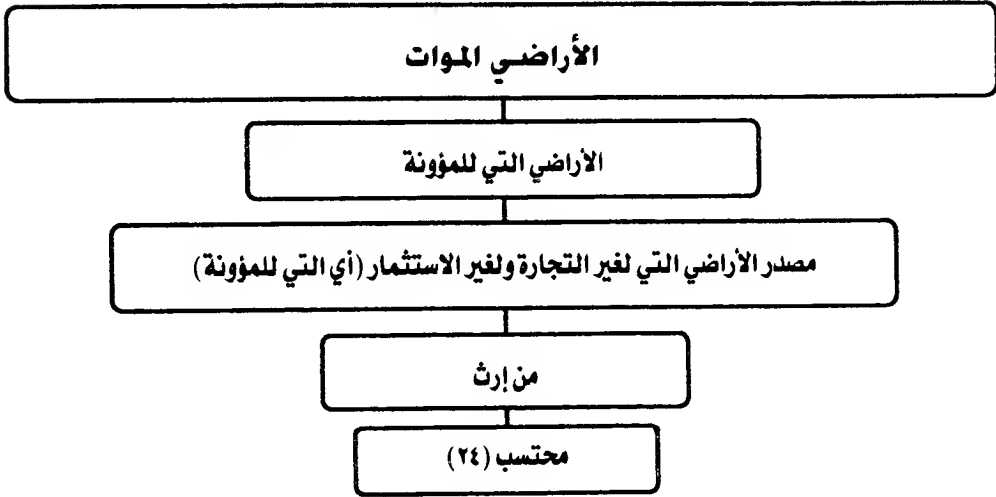 الأراضي الموات
الأراضي التي للمؤونة
مصدر الأراضي التي لغير التجارة ولغير الاستثمار (أي التي للمؤونة)
من إرث
محتسب (٢٤)